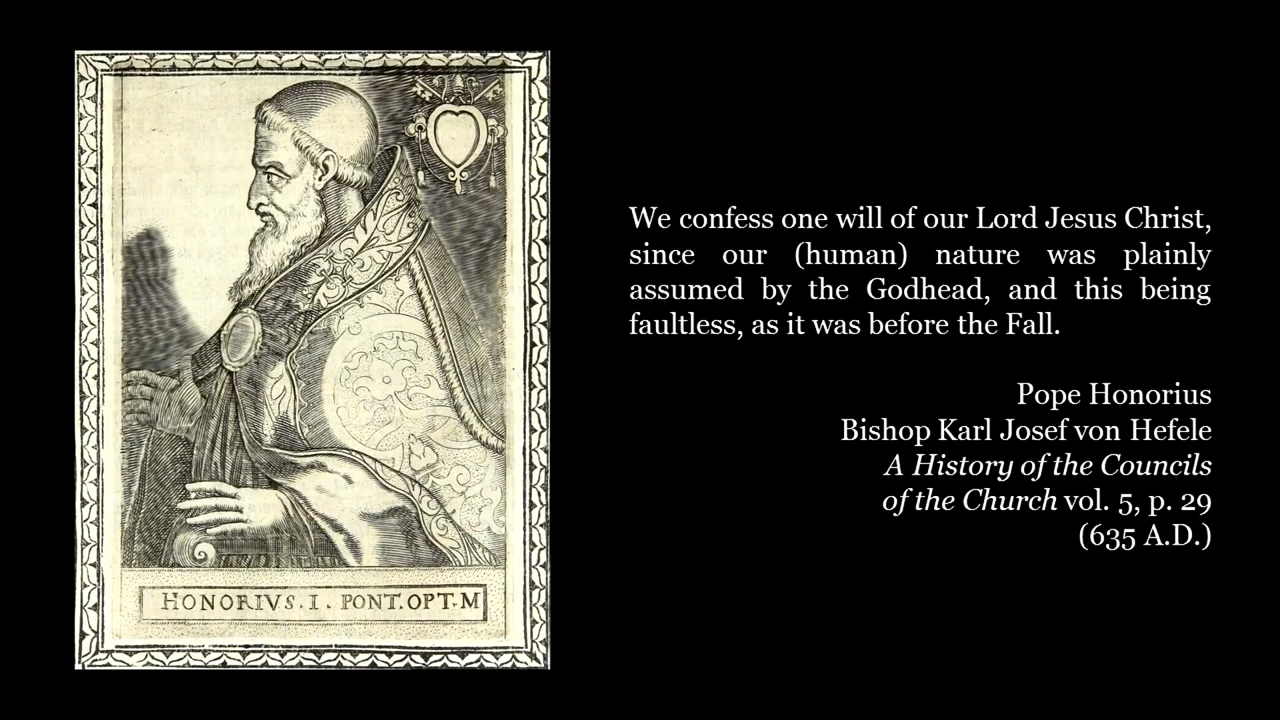 We confess one will of our Lord Jesus Christ,
since our (human) nature was plainly
assumed by the Godhead, and this being
faultless, as it was before the Fall.
Pope Honorius
Bishop Karl Josef von Hefele
A History of the Councils
of the Church vol. 5, p. 29
(635 A.D.)
HONORIVS. I. PONT. OPT. M